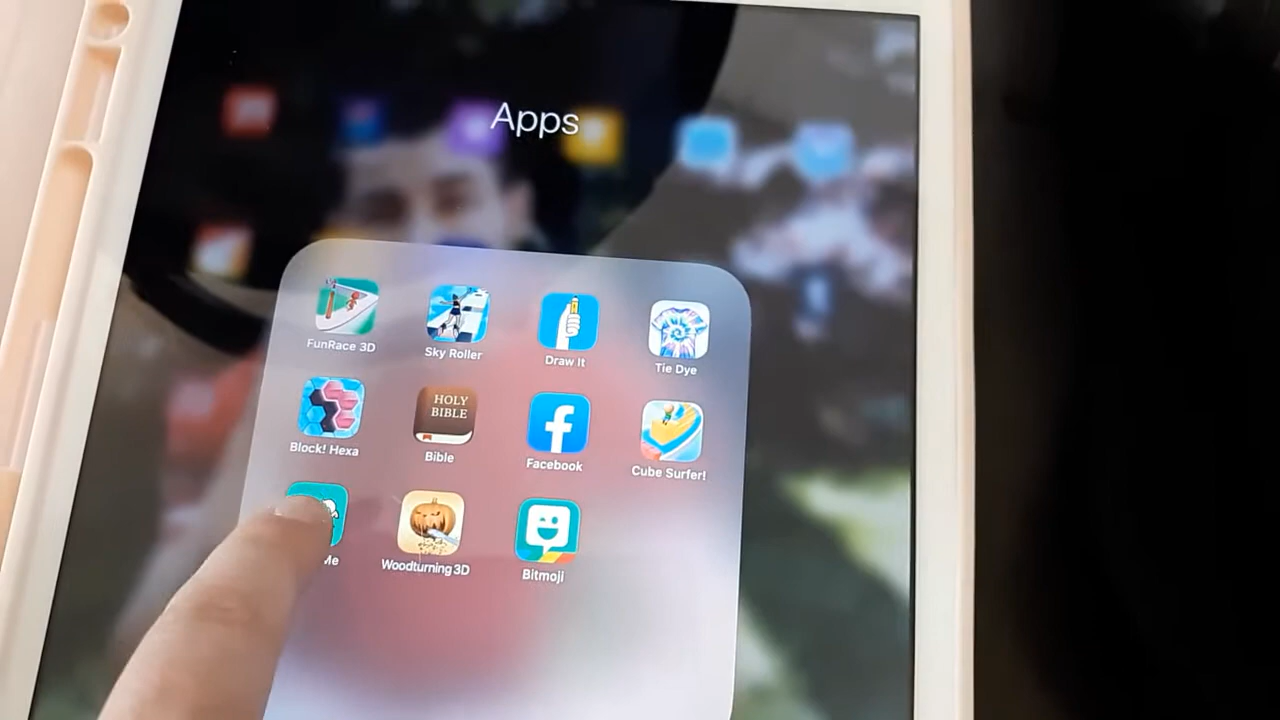 Apps
FunRace 3D
Sky Roller
Draw It
Tie Dye
Block! Hexa
HOLY
BIBLE
Bible
Facebook
Cube Surfer!
Me
Woodturning 3D
Bitmoji